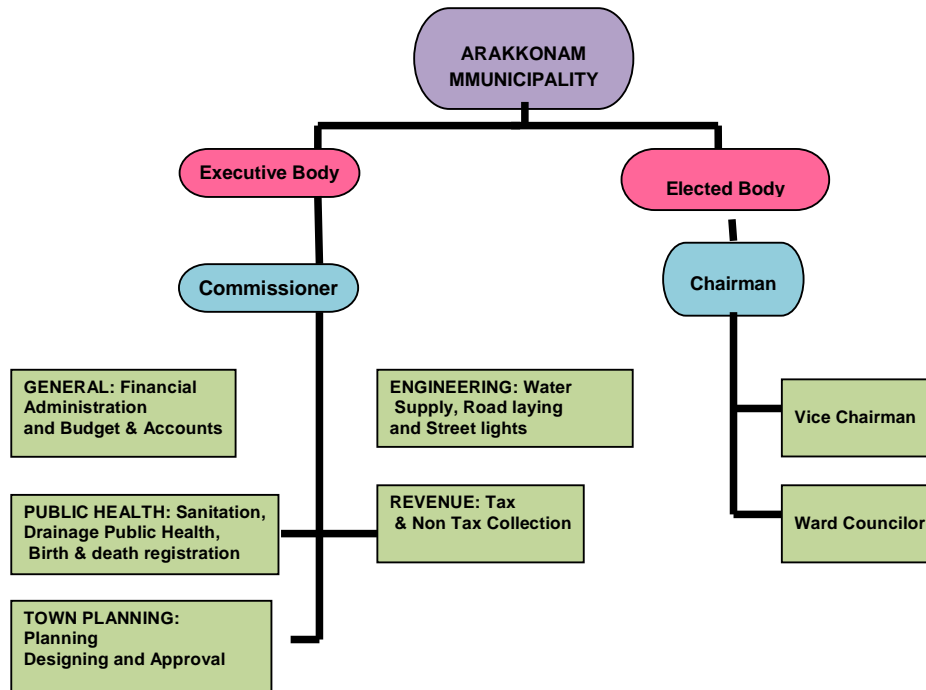 ARAKKONAM
MMUNICIPALITY
Executive Body
Elected Body
Commissioner
Chairman
GENERAL: Financial
Administration
and Budget & Accounts
ENGINEERING: Water
Supply, Road laying
and Street lights
Vice Chairman
PUBLIC HEALTH: Sanitation,
Drainage Public Health,
Birth & death registration
REVENUE: Tax
& Non Tax Collection
Ward Councilor
TOWN PLANNING:
Planning
Designing and Approval